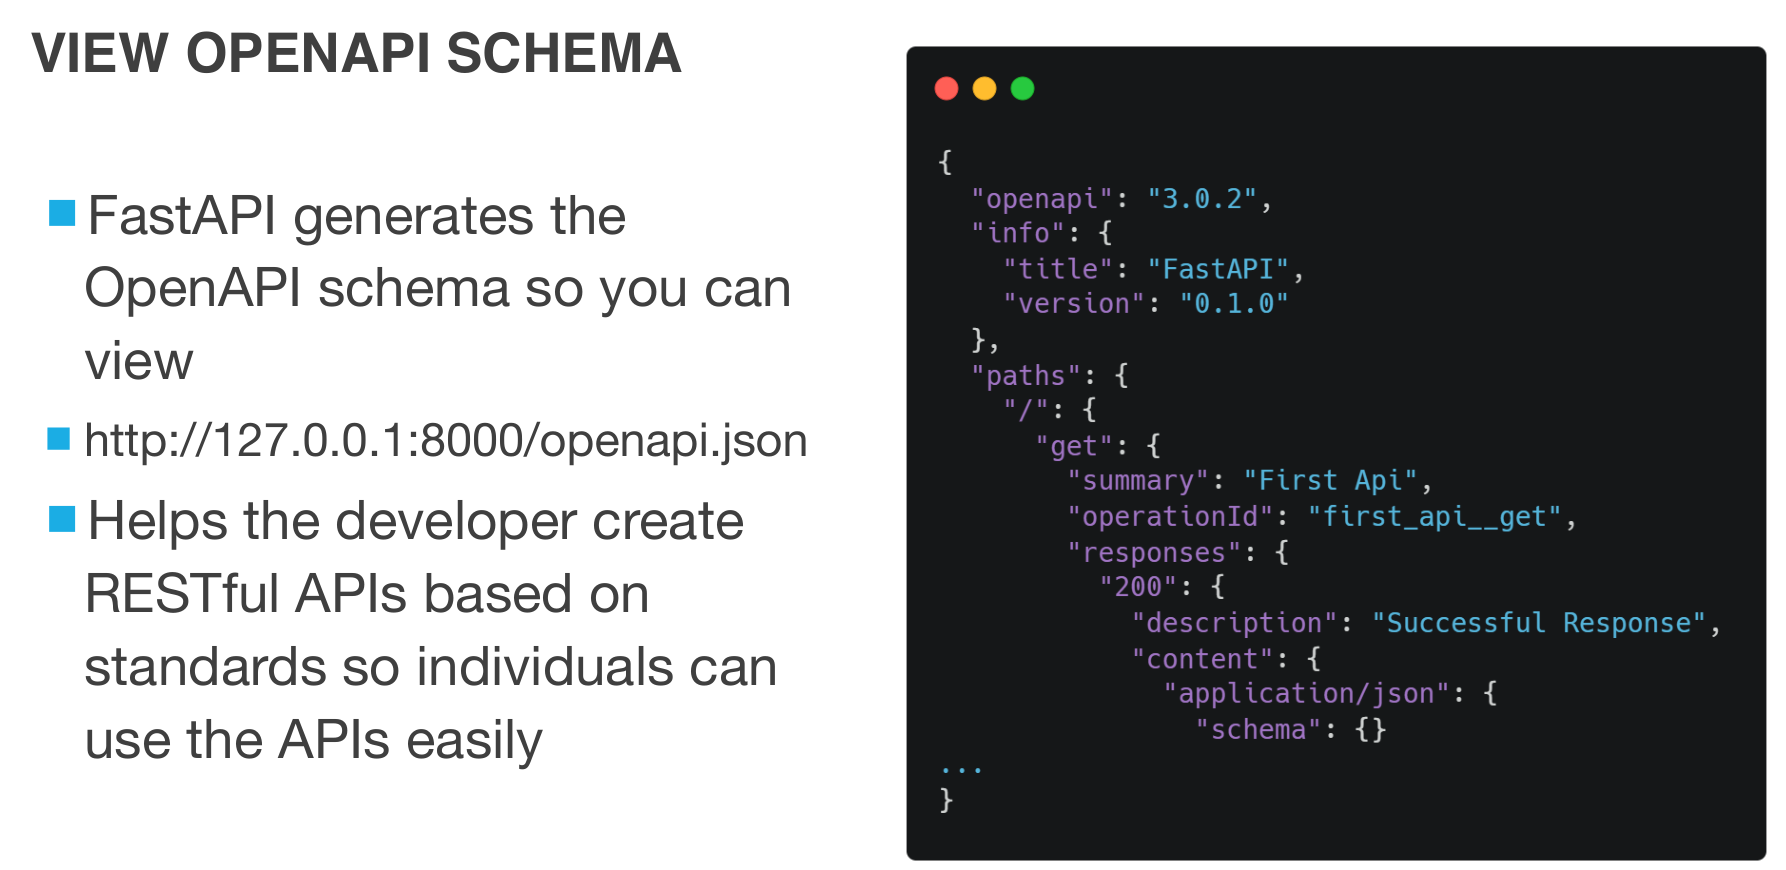 VIEW OPENAPI SCHEMA
FastAPI generates the
OpenAPI schema so you can
view
http://127.0.0.1:8000/openapi.json
Helps the developer create
RESTful APIs based on
standards so individuals can
use the APIs easily
{
  "openapi": "3.0.2",
  "info": {
    "title": "FastAPI",
    "version": "0.1.0"
  },
  "paths": {
    "/": {
      "get": {
        "summary": "First Api",
        "operationId": "first_api__get",
        "responses": {
          "200": {
            "description": "Successful Response",
            "content": {
              "application/json": {
                "schema": {}
...
}